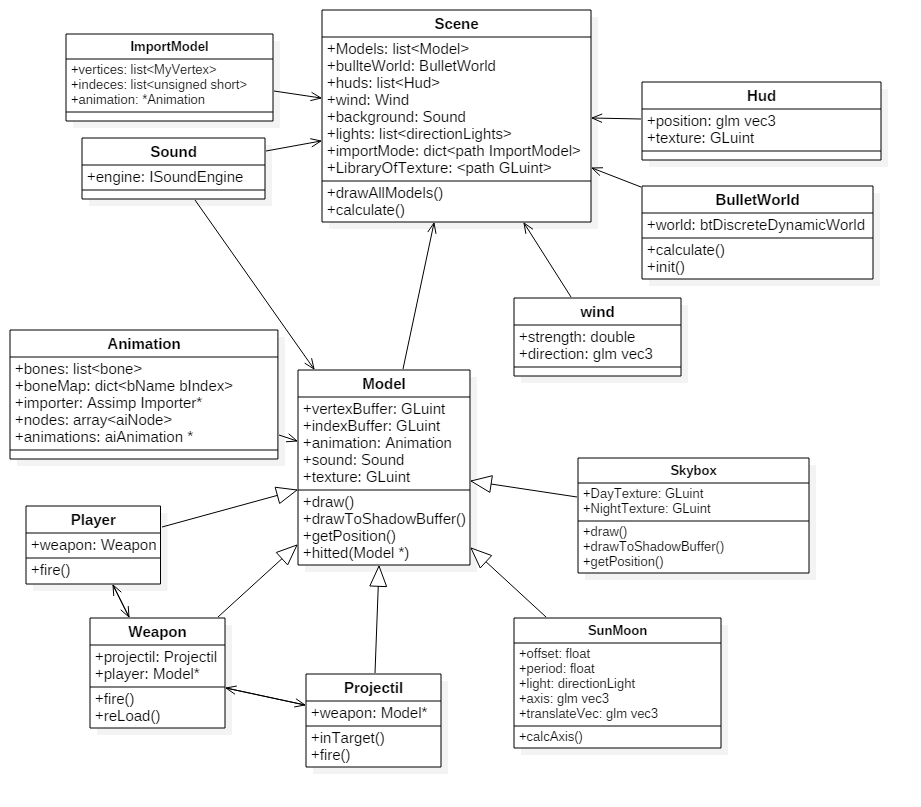 Scene
+Models: list<Model>
+bullteWorld: BulletWorld
+huds: list<Hud>
+wind: Wind
+background: Sound
+lights: list<directionLights>
+importMode: dict<path ImportModel>
+LibraryOfTexture: <path GLuint>
+drawAllModels()
+calculate()
ImportModel
+vertices: list<MyVertex>
+indeces: list<unsigned short>
+animation: *Animation
Sound
+engine: ISoundEngine
Hud
+position: glm vec3
+texture: GLuint
BulletWorld
+world: btDiscreteDynamicWorld
+calculate()
+init()
wind
+strength: double
+direction: glm vec3
Animation
+bones: list<bone>
+boneMap: dict<bName bIndex>
+importer: Assimp Importer*
+nodes: array<aiNode>
+animations: aiAnimation *
Model
+vertexBuffer: GLuint
+indexBuffer: GLuint
+animation: Animation
+sound: Sound
+texture: GLuint
+draw()
+drawToShadowBuffer()
+getPosition()
+hitted(Model *)
Skybox
+DayTexture: GLuint
+NightTexture: GLuint
+draw()
+drawToShadowBuffer()
+getPosition()
Player
+weapon: Weapon
+fire()
Weapon
+projectil: Projectil
+player: Model*
+fire()
+reLoad()
Projectil
+weapon: Model*
+inTarget()
+fire()
SunMoon
+offset: float
+period: float
+light: directionLight
+axis: glm vec3
+translateVec: glm vec3
+calcAxis()